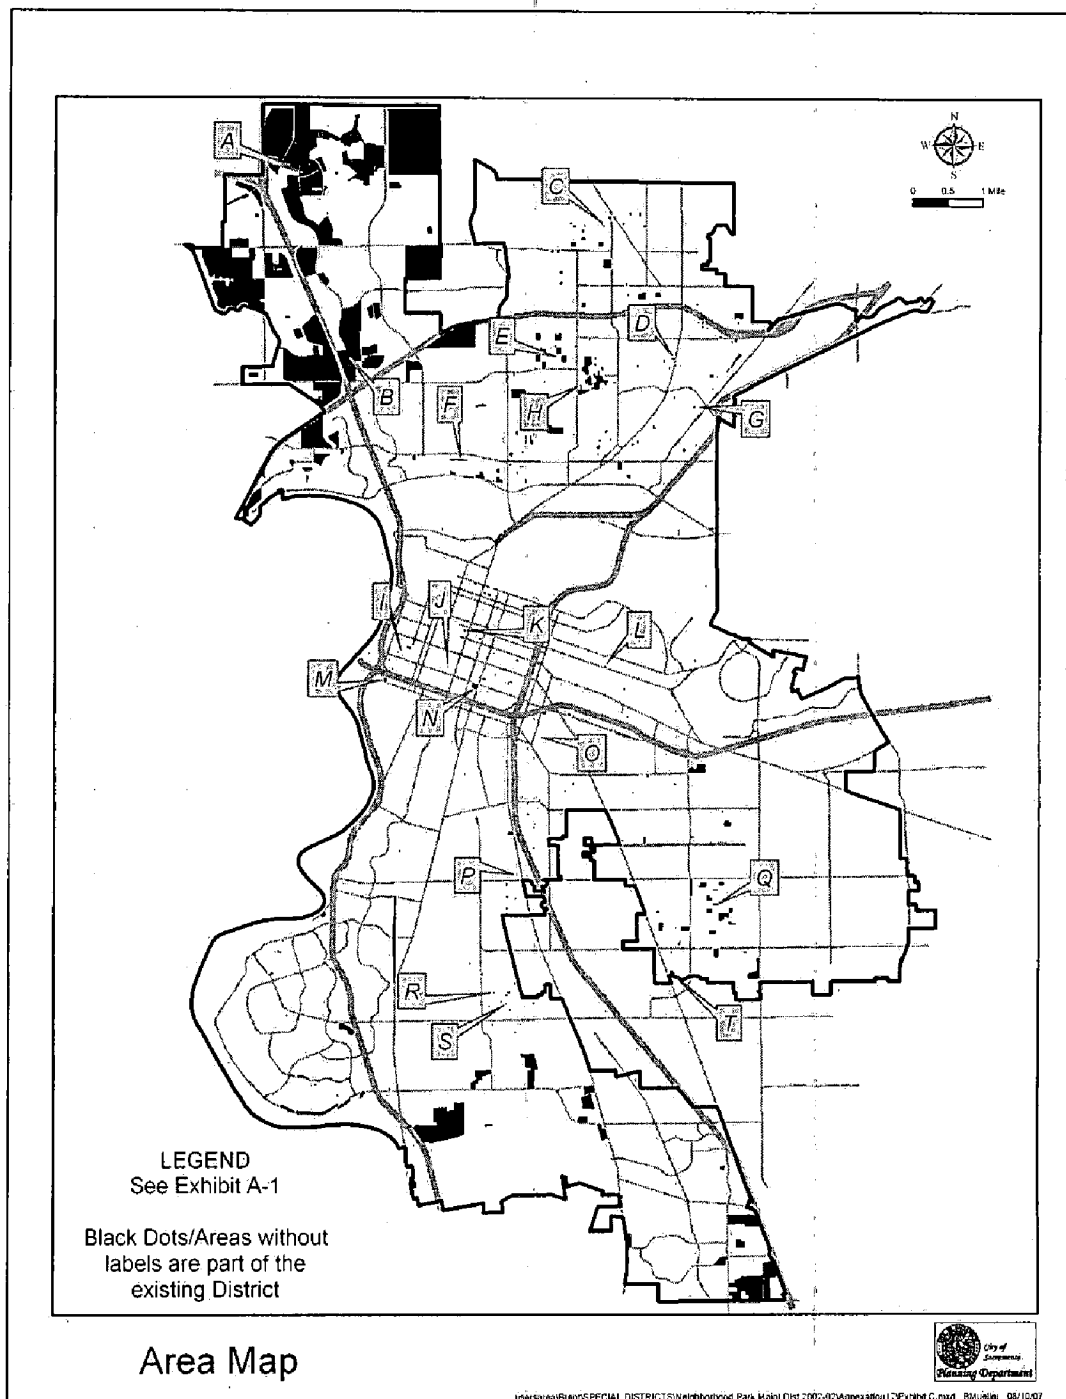 A
C
N
W E
S
0 0.5 1 Mile
D
E
B
F
H
G
I
J
K
L
M
N
O
P
Q
R
S
T
LEGEND
See Exhibit A-1
Black Dots/Areas without
labels are part of the
existing District
Area Map
City of
Sacramento
Planning Department